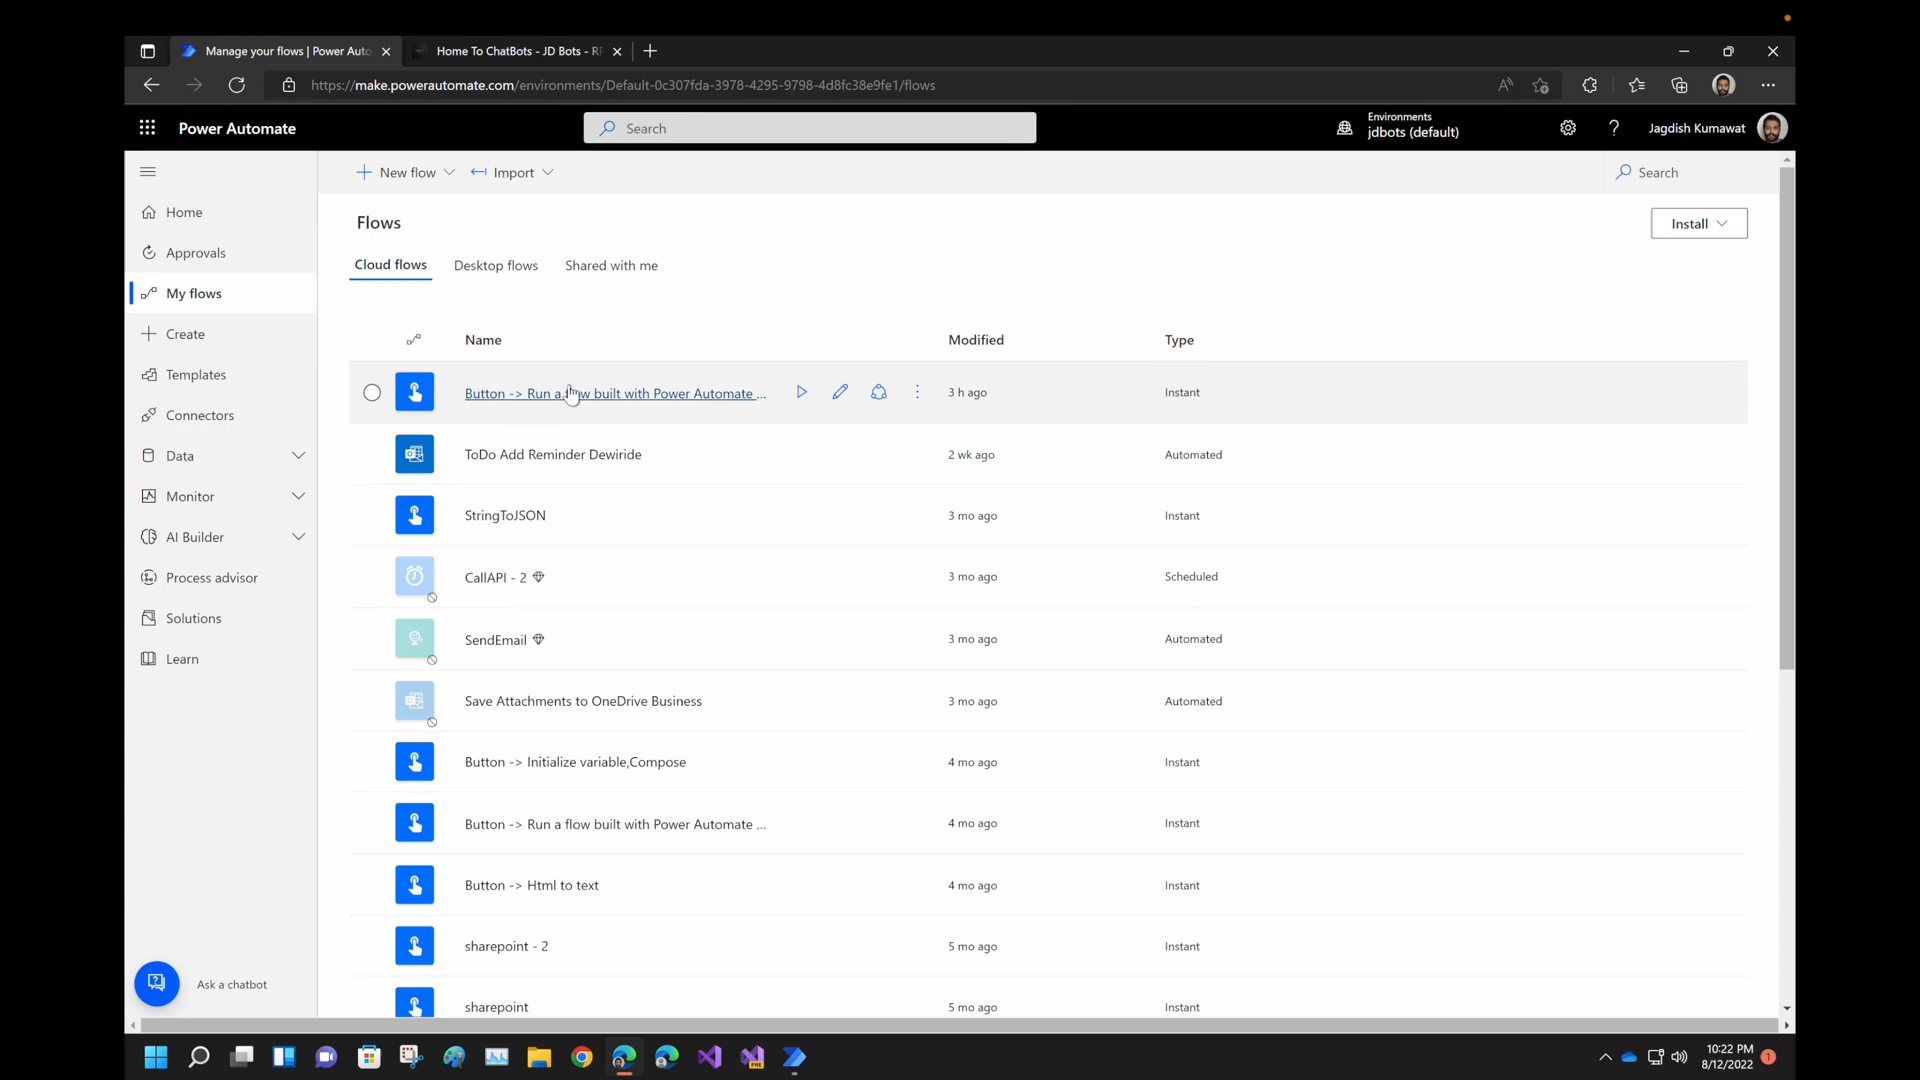 Manage your flows | Power Auto
Home To ChatBots - JD Bots - RP
https://make.powerautomate.com/environments/Default-0c307fda-3978-4295-9798-4d8fc38e9fe1/flows
Power Automate
Search
Environments
jdbots (default)
?
Jagdish Kumawat
New flow
Import
Search
Home
Approvals
My flows
Create
Templates
Connectors
Data
Monitor
AI Builder
Process advisor
Solutions
Learn
Ask a chatbot
Flows
Install
Cloud flows
Desktop flows
Shared with me
Name Modified Type
Button -> Run a flow built with Power Automate ... 3 h ago Instant
ToDo Add Reminder Dewiride 2 wk ago Automated
StringToJSON 3 mo ago Instant
CallAPI - 2 3 mo ago Scheduled
SendEmail 3 mo ago Automated
Save Attachments to OneDrive Business 3 mo ago Automated
Button -> Initialize variable,Compose 4 mo ago Instant
Button -> Run a flow built with Power Automate ... 4 mo ago Instant
Button -> Html to text 4 mo ago Instant
sharepoint - 2 5 mo ago Instant
sharepoint 5 mo ago Instant
PRE
10:22 PM
8/12/2022
1